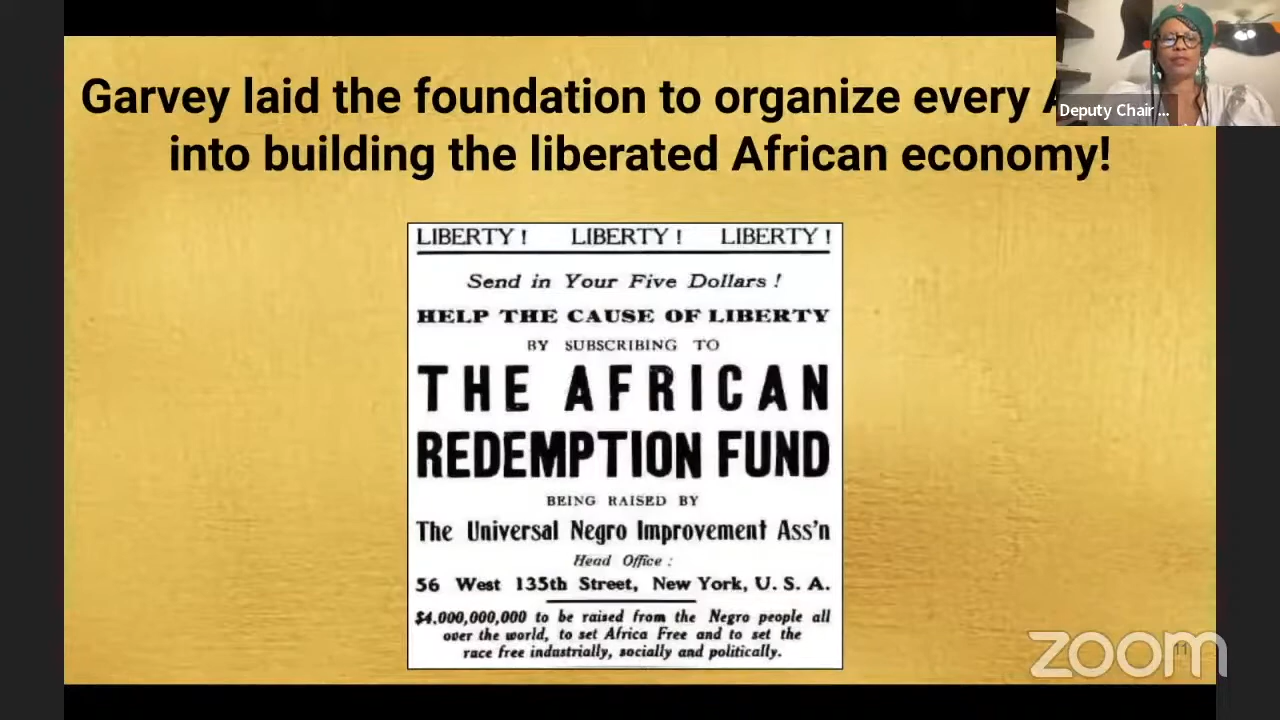 Garvey laid the foundation to organize every
into building the liberated African economy!
Deputy Chair ...
LIBERTY ! LIBERTY ! LIBERTY !
Send in Your Five Dollars !
HELP THE CAUSE OF LIBERTY
BY SUBSCRIBING TO
THE AFRICAN
REDEMPTION FUND
BEING RAISED BY
The Universal Negro Improvement Ass'n
Head Office :
56 West 135th Street, New York, U. S. A.
$4,000,000,000 to be raised from the Negro people all
over the world, to set Africa Free and to set the
race free industrially, socially and politically.
zoom
11